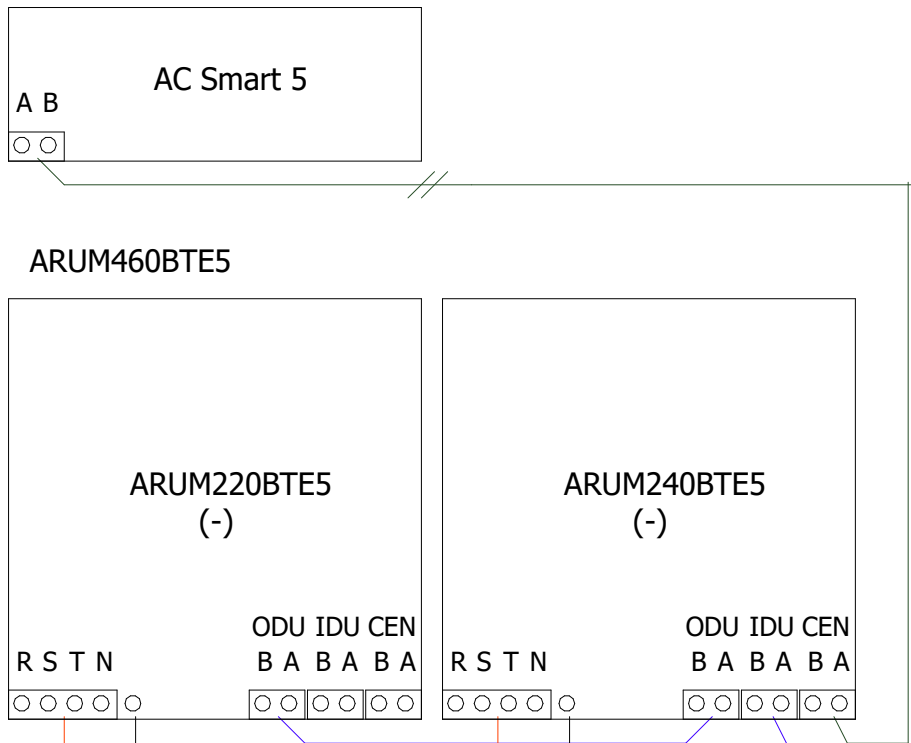 AC Smart 5
A B
ARUM460BTE5
ARUM220BTE5
(-)
ARUM240BTE5
(-)
ODU IDU CEN
R S T N B A B A B A
ODU IDU CEN
R S T N B A B A B A